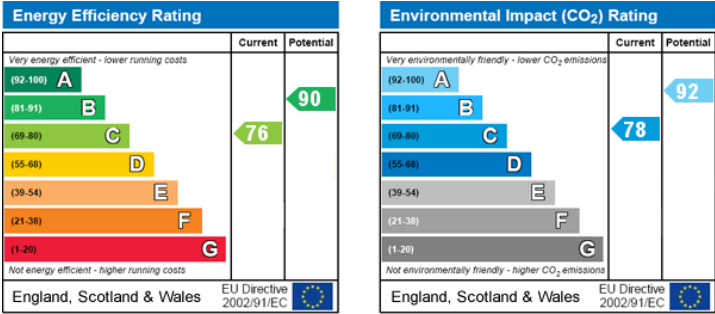 Energy Efficiency Rating
Current Potential
Very energy efficient - lower running costs
(92-100) A
(81-91) B
90
(69-80) C
76
(55-68) D
(39-54) E
(21-38) F
(1-20) G
Not energy efficient - higher running costs
England, Scotland & Wales
EU Directive
2002/91/EC
Environmental Impact (CO₂) Rating
Current Potential
Very environmentally friendly - lower CO₂ emissions
(92-100) A
92
(81-91) B
(69-80) C
78
(55-68) D
(39-54) E
(21-38) F
(1-20) G
Not environmentally friendly - higher CO₂ emissions
England, Scotland & Wales
EU Directive
2002/91/EC